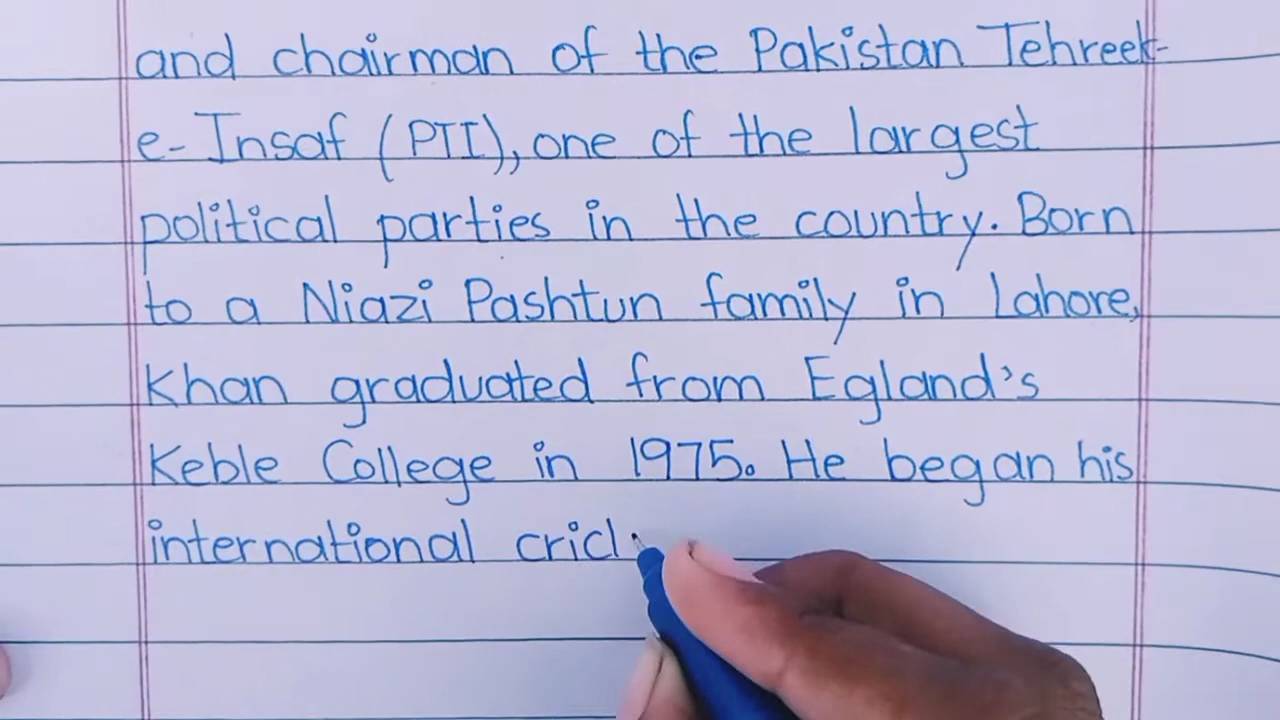 and chairman of the Pakistan Tehreek-
e-Insaf (PTI), one of the largest
political parties in the country. Born
to a Niazi Pashtun family in Lahore,
Khan graduated from Egland's
Keble College in 1975. He began his
international